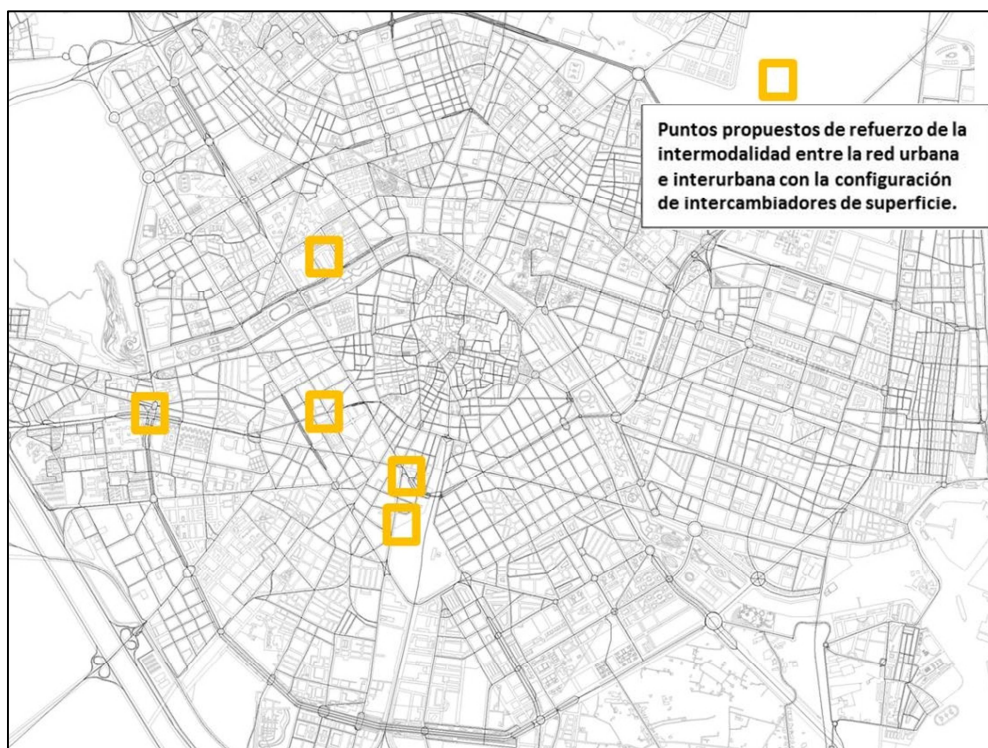 Puntos propuestos de refuerzo de la
intermodalidad entre la red urbana
e interurbana con la configuración
de intercambiadores de superficie.